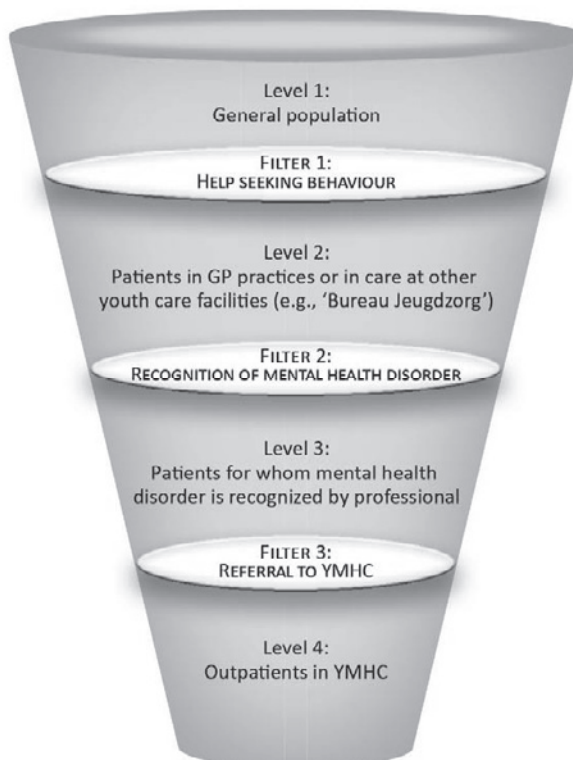 Level 1:
General population
FILTER 1:
HELP SEEKING BEHAVIOUR
Level 2:
Patients in GP practices or in care at other
youth care facilities (e.g., ‘Bureau Jeugdzorg’)
FILTER 2:
RECOGNITION OF MENTAL HEALTH DISORDER
Level 3:
Patients for whom mental health
disorder is recognized by professional
FILTER 3:
REFERRAL TO YMHC
Level 4:
Outpatients in YMHC